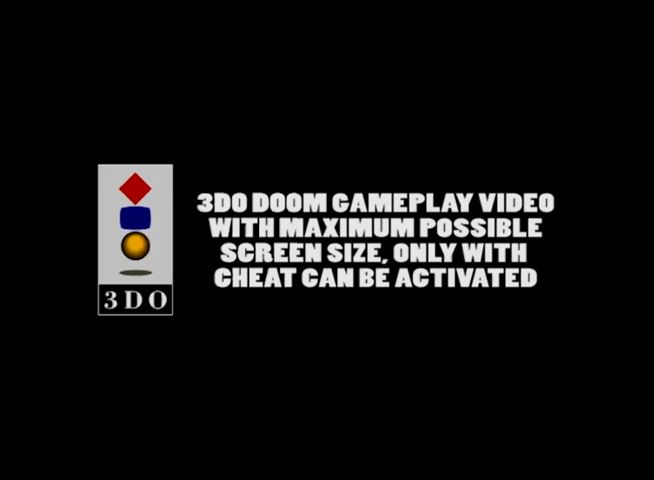 3DO DOOM GAMEPLAY VIDEO
WITH MAXIMUM POSSIBLE
SCREEN SIZE, ONLY WITH
CHEAT CAN BE ACTIVATED
3DO